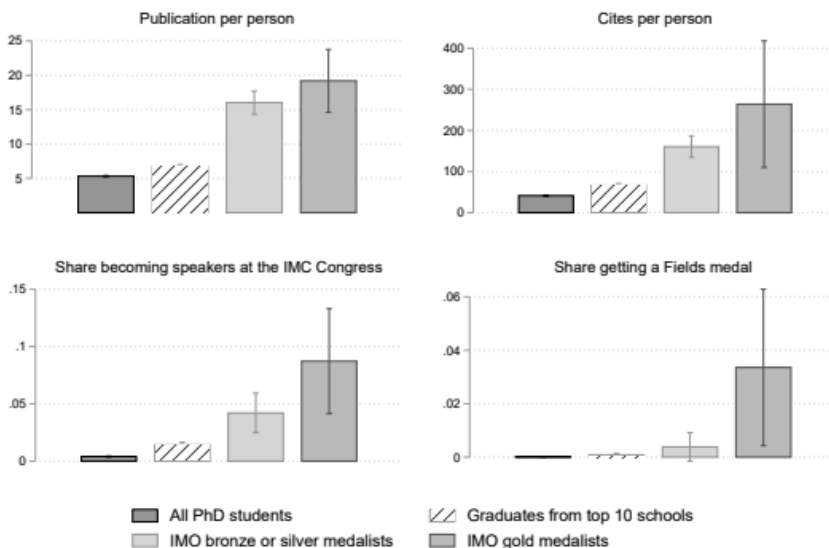 Publication per person
25
20
15
10
5
Cites per person
400
300
200
100
0
Share becoming speakers at the IMC Congress
.15
.1
.05
0
Share getting a Fields medal
.06
.04
.02
0
All PhD students
Graduates from top 10 schools
IMO bronze or silver medalists
IMO gold medalists